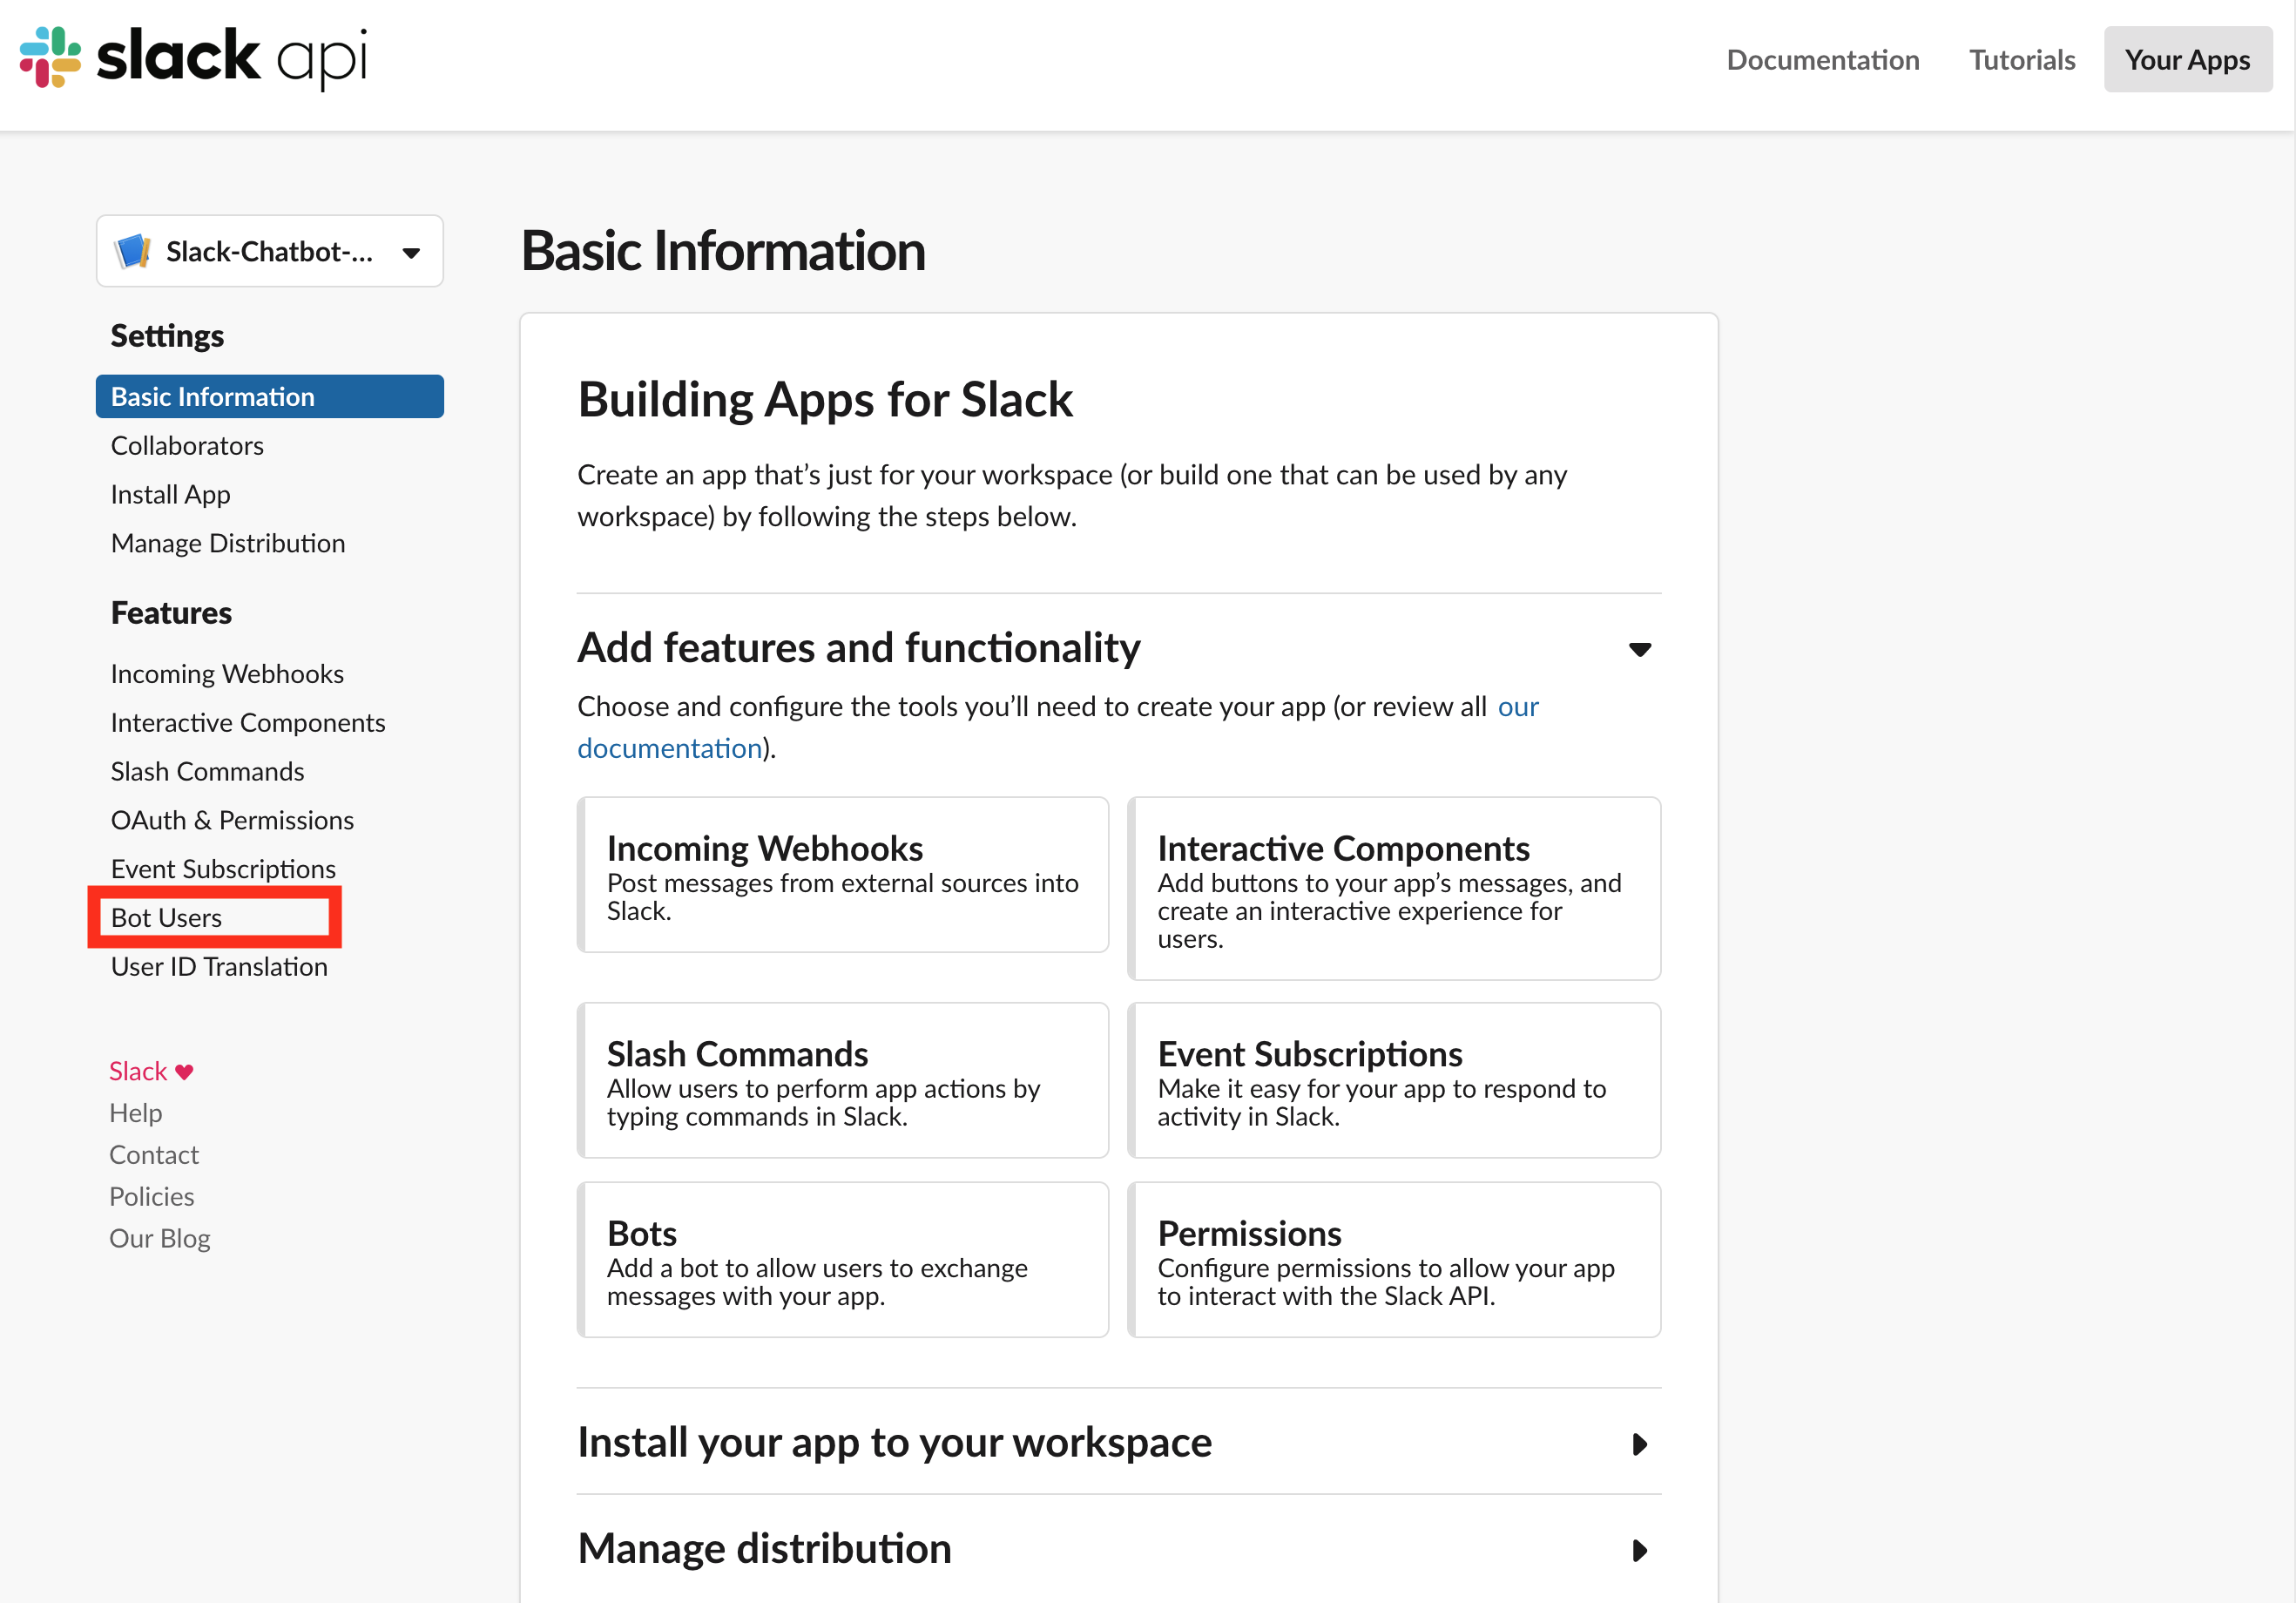 slack api
Documentation
Tutorials
Your Apps
Slack-Chatbot-...
Settings
Basic Information
Collaborators
Install App
Manage Distribution
Features
Incoming Webhooks
Interactive Components
Slash Commands
OAuth & Permissions
Event Subscriptions
Bot Users
User ID Translation
Slack ♥
Help
Contact
Policies
Our Blog
Basic Information
Building Apps for Slack
Create an app that’s just for your workspace (or build one that can be used by any
workspace) by following the steps below.
Add features and functionality
Choose and configure the tools you’ll need to create your app (or review all our
documentation).
Incoming Webhooks
Post messages from external sources into
Slack.
Interactive Components
Add buttons to your app’s messages, and
create an interactive experience for
users.
Slash Commands
Allow users to perform app actions by
typing commands in Slack.
Event Subscriptions
Make it easy for your app to respond to
activity in Slack.
Bots
Add a bot to allow users to exchange
messages with your app.
Permissions
Configure permissions to allow your app
to interact with the Slack API.
Install your app to your workspace
Manage distribution